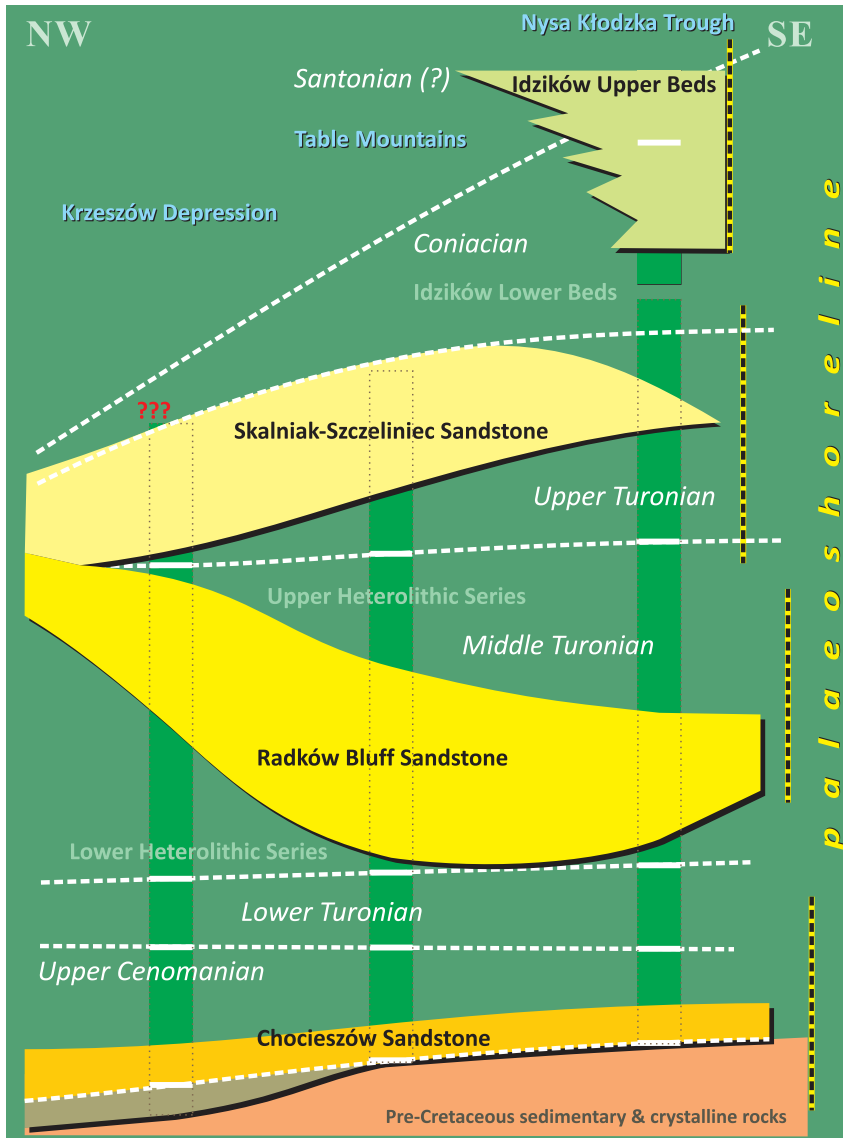 NW
Nysa Kłodzka Trough
SE
Santonian (?)
Idzików Upper Beds
Table Mountains
Krzeszów Depression
Coniacian
Idzików Lower Beds
???
Skalniak-Szczeliniec Sandstone
Upper Turonian
Upper Heterolithic Series
Middle Turonian
Radków Bluff Sandstone
palaeoshoreline
Lower Heterolithic Series
Lower Turonian
Upper Cenomanian
Chocieszów Sandstone
Pre-Cretaceous sedimentary & crystalline rocks